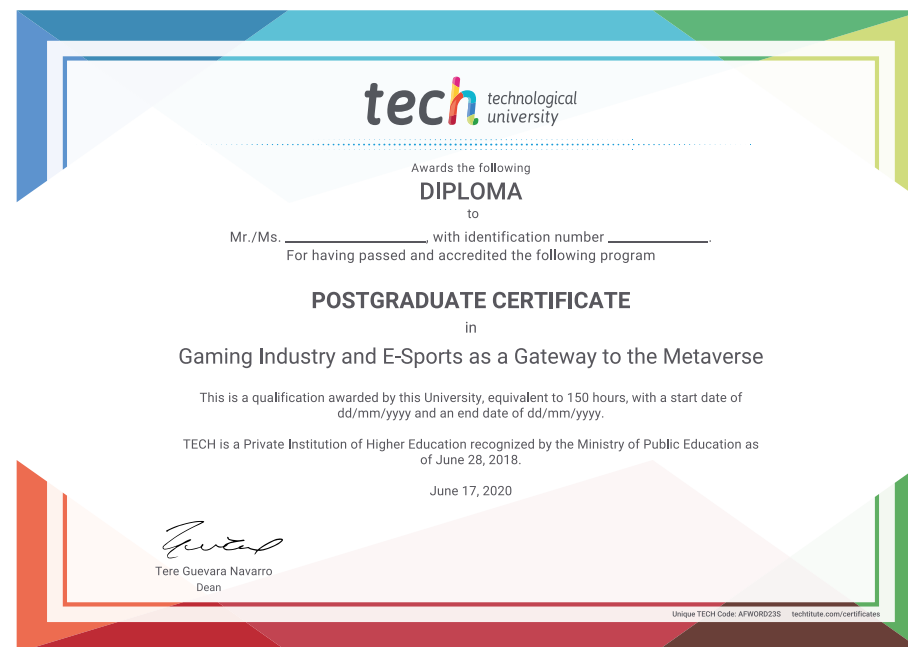 tech technological
university
Awards the following
DIPLOMA
to
Mr./Ms. ____________, with identification number _________.
For having passed and accredited the following program
POSTGRADUATE CERTIFICATE
in
Gaming Industry and E-Sports as a Gateway to the Metaverse
This is a qualification awarded by this University, equivalent to 150 hours, with a start date of
dd/mm/yyyy and an end date of dd/mm/yyyy.
TECH is a Private Institution of Higher Education recognized by the Ministry of Public Education as
of June 28, 2018.
June 17, 2020
Tere Guevara Navarro
Dean
Unique TECH Code: AFWORD23S techtitute.com/certificates